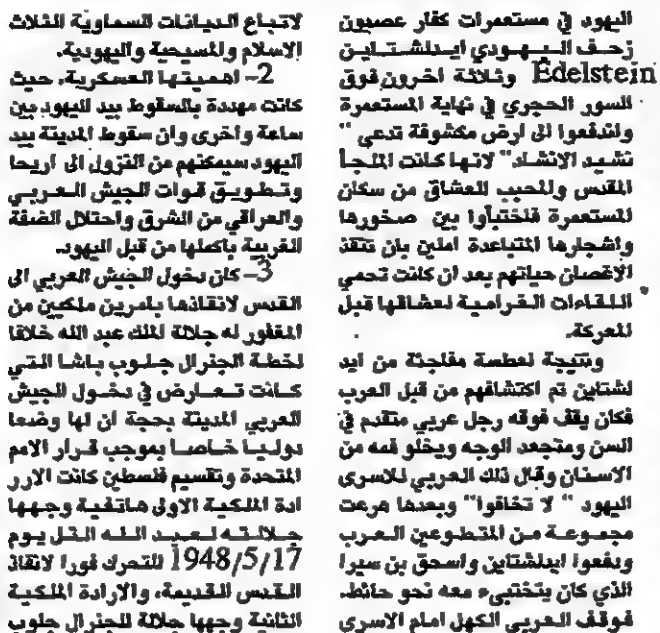 اليهود في مستعمرات كفار عصيون
زحف اليهودي ايدلشتاين
Edelstein وثلاثة اخرون فوق
السور الحجري في نهاية المستعمرة
واندفعوا الى ارض مكشوفة تدعى "
نشيد الانشاد" لانها كانت الملجأ
المقدس والمحبب للعشاق من سكان
المستعمرة فاختبأوا بين صخورها
واشجارها المتباعدة املين بان تنقذ
الاغصان حياتهم بعد ان كانت تحمي
اللقاءات الغرامية لعشاقها قبل
المعركة.
ونتيجة لعطسة مفاجئة من ايد
لشتاين تم اكتشافهم من قبل العرب
فكان يقف فوقه رجل عربي متقدم في
السن ومتجعد الوجه ويخلو فمه من
الاسنان وقال ذلك العربي للاسرى
اليهود " لا تخافوا" وبعدها هرعت
مجموعة من المتطوعين العرب
ودفعوا ايدلشتاين واسحق بن سيرا
الذي كان يختبيء معه نحو حائط.
فوقف العربي الكهل امام الاسرى
لاتباع الديانات السماوية الثلاث
الاسلام والمسيحية واليهودية.
2- اهميتها العسكرية، حيث
كانت مهددة بالسقوط بيد اليهود بين
ساعة واخرى وان سقوط المدينة بيد
اليهود سيمكنهم من النزول الى اريحا
وتطويق قوات الجيش العربي
والعراقي من الشرق واحتلال الضفة
الغربية باكملها من قبل اليهود.
3- كان دخول الجيش العربي الى
القدس لانقاذها بامرين ملكيين من
المغفور له جلالة الملك عبد الله خلافا
لخطة الجنرال جلوب باشا التي
كانت تعارض في دخول الجيش
العربي المدينة بحجة ان لها وضعا
دوليا خاصا بموجب قرار الامم
المتحدة وتقسيم فلسطين كانت الارر
ادة الملكية الاولى هاتفية وجهها
جلالته لعبد الله التل يوم
1948/5/17 للتحرك فورا لانقاذ
القدس القديمة، والارادة الملكية
الثانية وجهها جلالة للجنرال جلوب